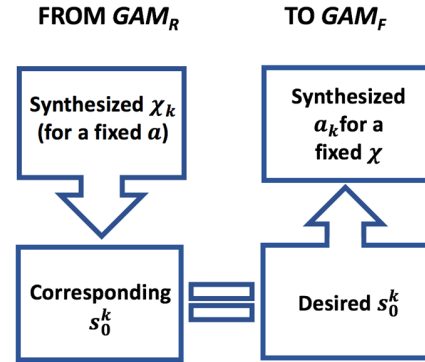 FROM GAM_R
TO GAM_F
Synthesized χ_k
(for a fixed a)
Synthesized
a_k for a
fixed χ
Corresponding
s_0^k
Desired s_0^k